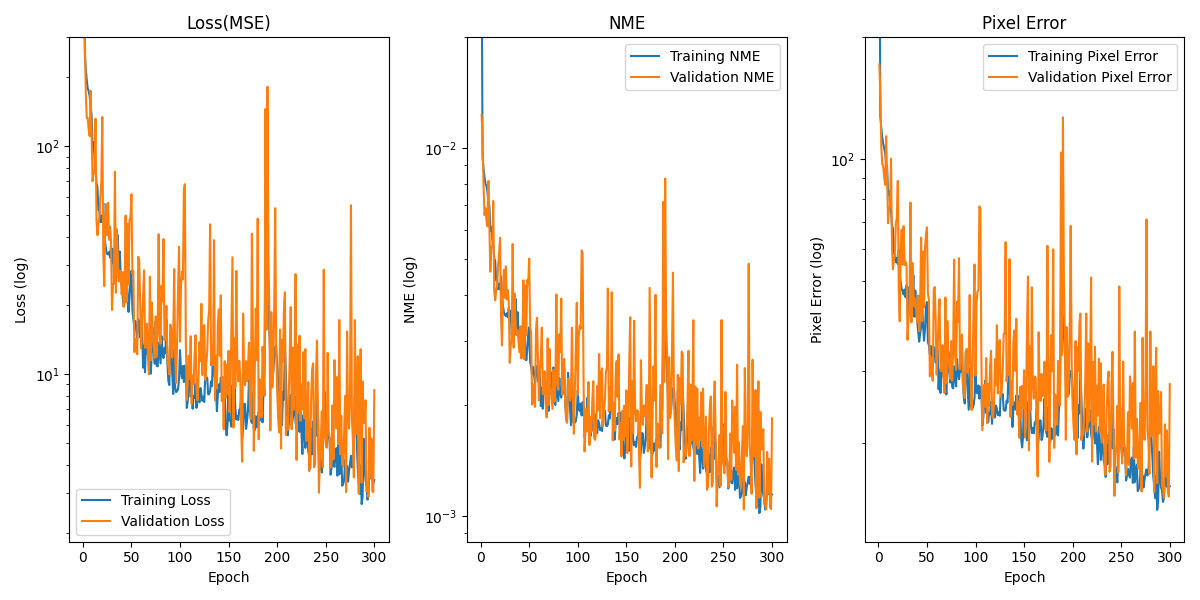 Loss(MSE)
Loss (log)
10²
10¹
Training Loss
Validation Loss
0 50 100 150 200 250 300
Epoch
NME
NME (log)
10⁻²
10⁻³
Training NME
Validation NME
0 50 100 150 200 250 300
Epoch
Pixel Error
Pixel Error (log)
10²
Training Pixel Error
Validation Pixel Error
0 50 100 150 200 250 300
Epoch